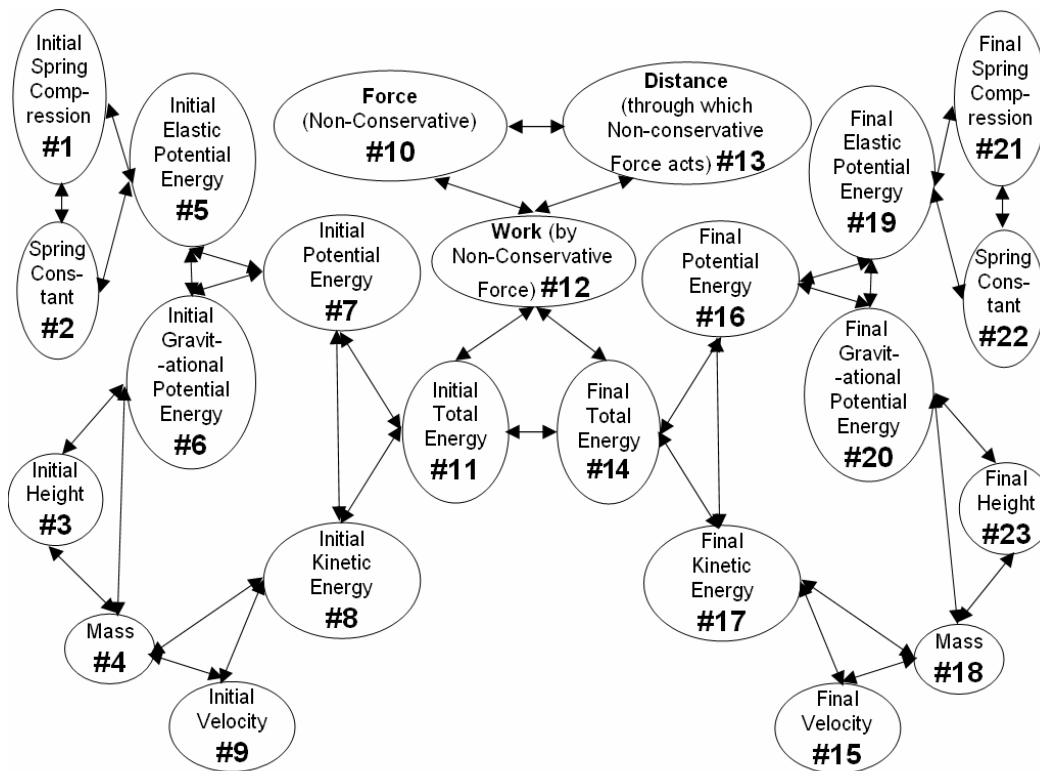 Initial
Spring
Comp-
ression
#1
Spring
Cons-
tant
#2
Initial
Elastic
Potential
Energy
#5
Initial
Gravit-
-ational
Potential
Energy
#6
Initial
Height
#3
Mass
#4
Initial
Velocity
#9
Initial
Potential
Energy
#7
Initial
Kinetic
Energy
#8
Force
(Non-Conservative)
#10
Distance
(through which
Non-conservative
Force acts) #13
Work (by
Non-Conservative
Force) #12
Initial
Total
Energy
#11
Final
Total
Energy
#14
Final
Potential
Energy
#16
Final
Kinetic
Energy
#17
Final
Elastic
Potential
Energy
#19
Final
Gravit-
-ational
Potential
Energy
#20
Final
Spring
Comp-
ression
#21
Spring
Cons-
tant
#22
Final
Height
#23
Mass
#18
Final
Velocity
#15